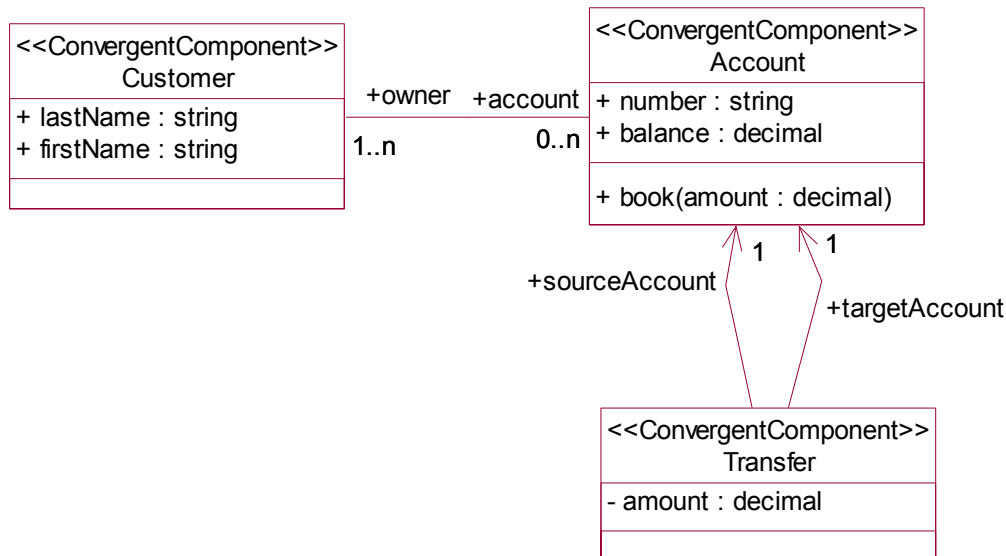 <<ConvergentComponent>>
Customer
+ lastName : string
+ firstName : string
+owner
1..n
+account
0..n
<<ConvergentComponent>>
Account
+ number : string
+ balance : decimal
+ book(amount : decimal)
1
1
+sourceAccount
+targetAccount
<<ConvergentComponent>>
Transfer
- amount : decimal